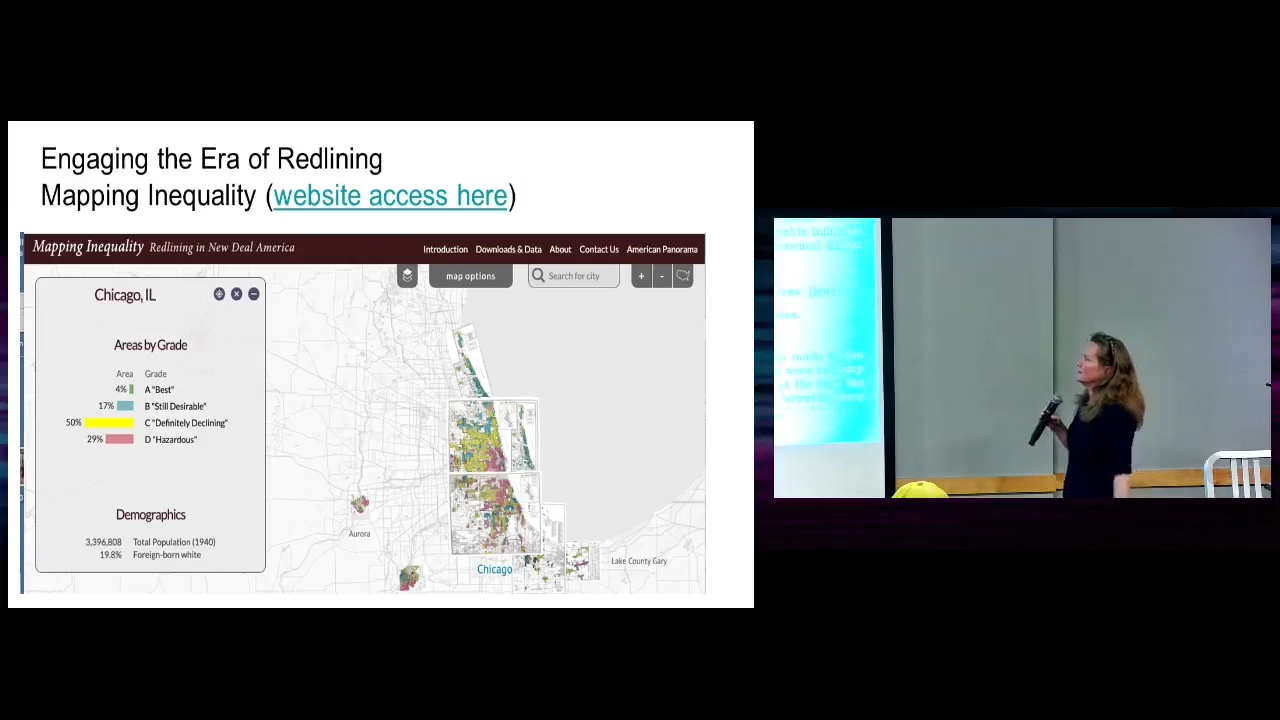 Engaging the Era of Redlining
Mapping Inequality (website access here)
Mapping Inequality Redlining in New Deal America
Introduction Downloads & Data About Contact Us American Panorama
map options Search for city + -
Chicago, IL
Areas by Grade
Area Grade
4% A "Best"
17% B "Still Desirable"
50% C "Definitely Declining"
29% D "Hazardous"
Demographics
3,396,808 Total Population (1940)
19.8% Foreign-born white
Aurora
Chicago
Lake County Gary